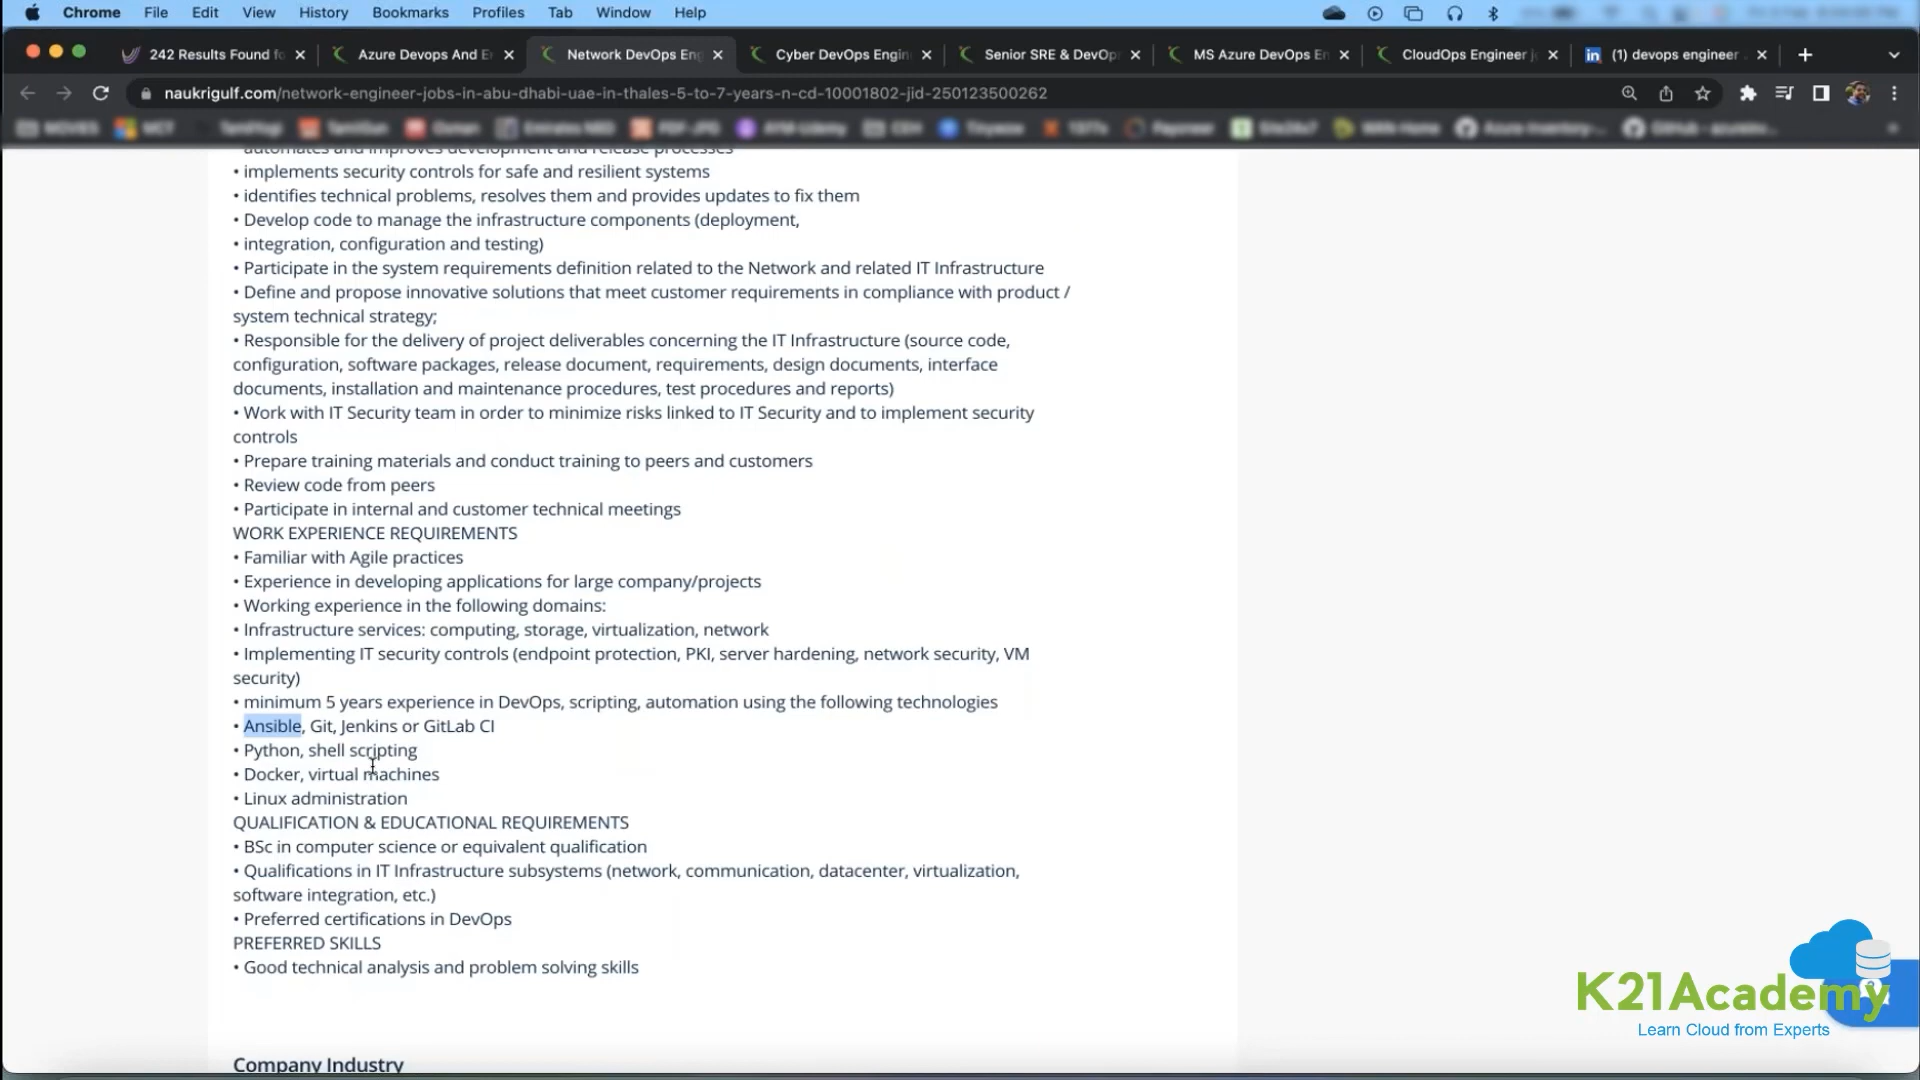 Chrome File Edit View History Bookmarks Profiles Tab Window Help
242 Results Found f Azure Devops And E Network DevOps Eng Cyber DevOps Engin Senior SRE & DevOp MS Azure DevOps En CloudOps Engineer j (1) devops engineer
naukrigulf.com/network-engineer-jobs-in-abu-dhabi-uae-in-thales-5-to-7-years-n-cd-10001802-jid-250123500262
automates and improves development and release processes
• implements security controls for safe and resilient systems
• identifies technical problems, resolves them and provides updates to fix them
• Develop code to manage the infrastructure components (deployment,
• integration, configuration and testing)
• Participate in the system requirements definition related to the Network and related IT Infrastructure
• Define and propose innovative solutions that meet customer requirements in compliance with product /
system technical strategy;
• Responsible for the delivery of project deliverables concerning the IT Infrastructure (source code,
configuration, software packages, release document, requirements, design documents, interface
documents, installation and maintenance procedures, test procedures and reports)
• Work with IT Security team in order to minimize risks linked to IT Security and to implement security
controls
• Prepare training materials and conduct training to peers and customers
• Review code from peers
• Participate in internal and customer technical meetings
WORK EXPERIENCE REQUIREMENTS
• Familiar with Agile practices
• Experience in developing applications for large company/projects
• Working experience in the following domains:
• Infrastructure services: computing, storage, virtualization, network
• Implementing IT security controls (endpoint protection, PKI, server hardening, network security, VM
security)
• minimum 5 years experience in DevOps, scripting, automation using the following technologies
• Ansible, Git, Jenkins or GitLab CI
• Python, shell scripting
• Docker, virtual machines
• Linux administration
QUALIFICATION & EDUCATIONAL REQUIREMENTS
• BSc in computer science or equivalent qualification
• Qualifications in IT Infrastructure subsystems (network, communication, datacenter, virtualization,
software integration, etc.)
• Preferred certifications in DevOps
PREFERRED SKILLS
• Good technical analysis and problem solving skills
Company Industry
K21Academy
Learn Cloud from Experts